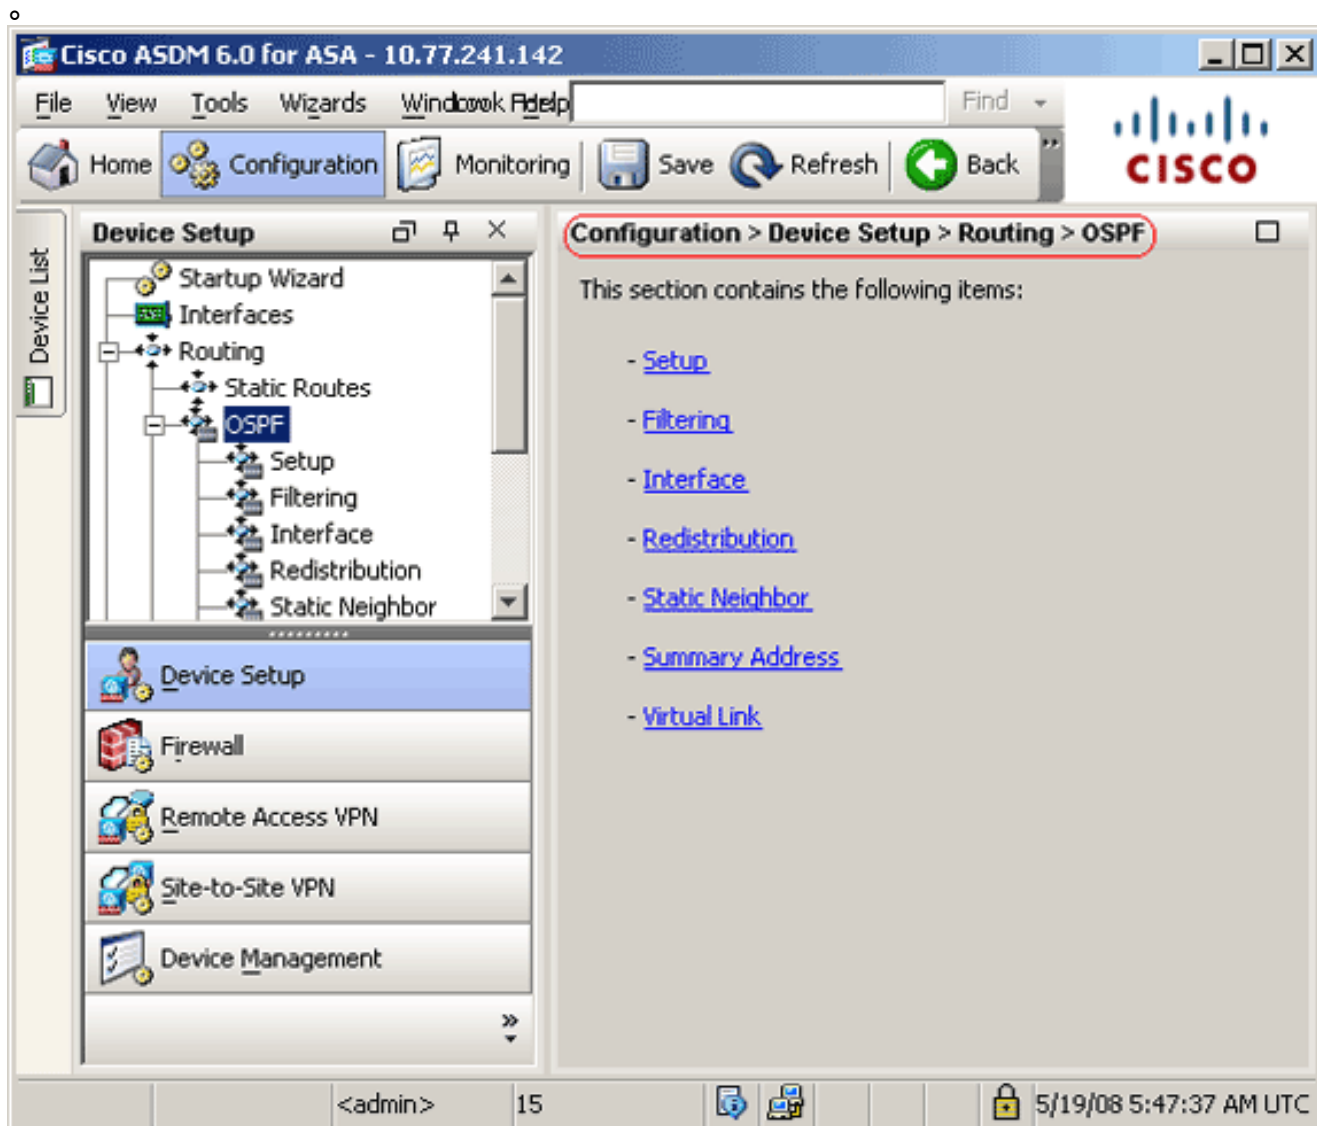 。
Cisco ASDM 6.0 for ASA - 10.77.241.142
File View Tools Wizards Window Help Find
Home Configuration Monitoring Save Refresh Back
CISCO
Device List
Device Setup
Startup Wizard
Interfaces
Routing
Static Routes
OSPF
Setup
Filtering
Interface
Redistribution
Static Neighbor
Device Setup
Firewall
Remote Access VPN
Site-to-Site VPN
Device Management
Configuration > Device Setup > Routing > OSPF
This section contains the following items:
- Setup
- Filtering
- Interface
- Redistribution
- Static Neighbor
- Summary Address
- Virtual Link
<admin> 15 5/19/08 5:47:37 AM UTC